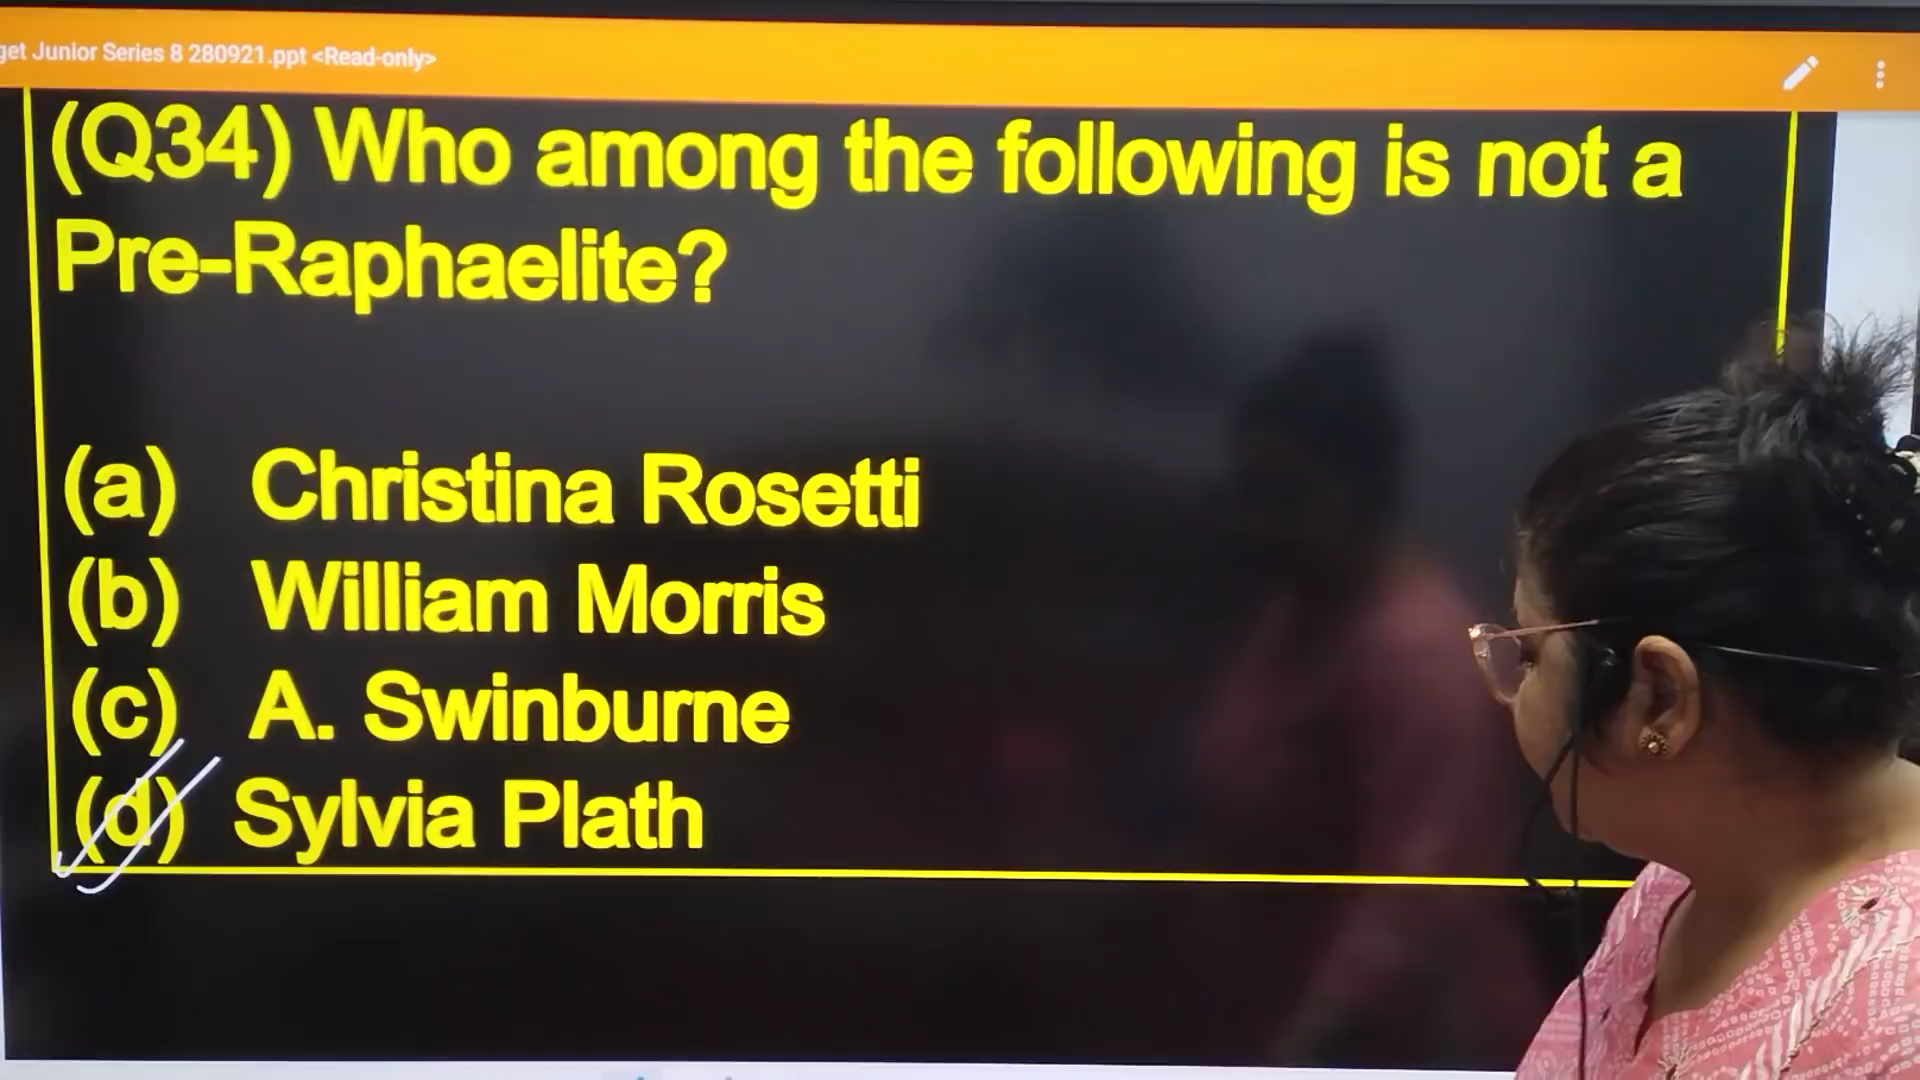 get Junior Series 8 280921.ppt <Read-only>
(Q34) Who among the following is not a
Pre-Raphaelite?
(a) Christina Rosetti
(b) William Morris
(c) A. Swinburne
(d) Sylvia Plath